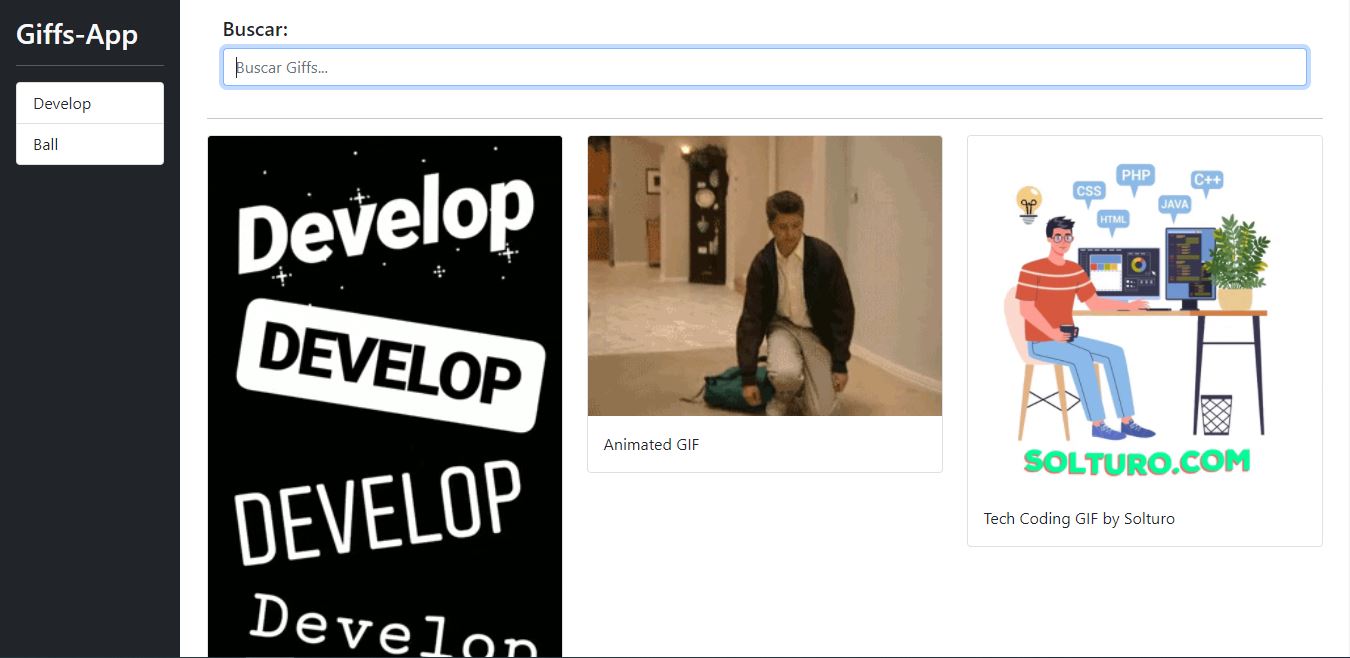 Giffs-App
Develop
Ball
Buscar:
Buscar Giffs...
Develop
DEVELOP
DEVELOP
Develop
Animated GIF
CSS
PHP
C++
HTML
JAVA
SOLTURO.COM
Tech Coding GIF by Solturo